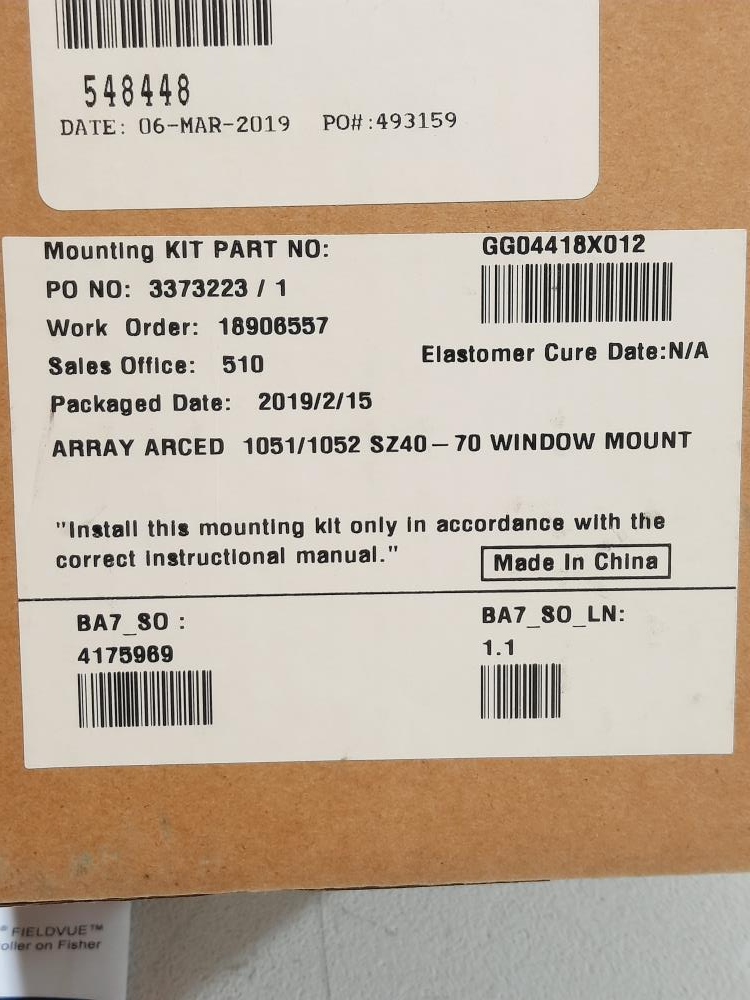 548448
DATE: 06-MAR-2019 PO#:493159
Mounting KIT PART NO: GG04418X012
PO NO: 3373223 / 1
Work Order: 18906557
Sales Office: 510 Elastomer Cure Date:N/A
Packaged Date: 2019/2/15
ARRAY ARCED 1051/1052 SZ40-70 WINDOW MOUNT
"Install this mounting kit only in accordance with the
correct instructional manual."
Made In China
BA7_SO : BA7_SO_LN:
4175969 1.1
® FIELDVUE™
oller on Fisher